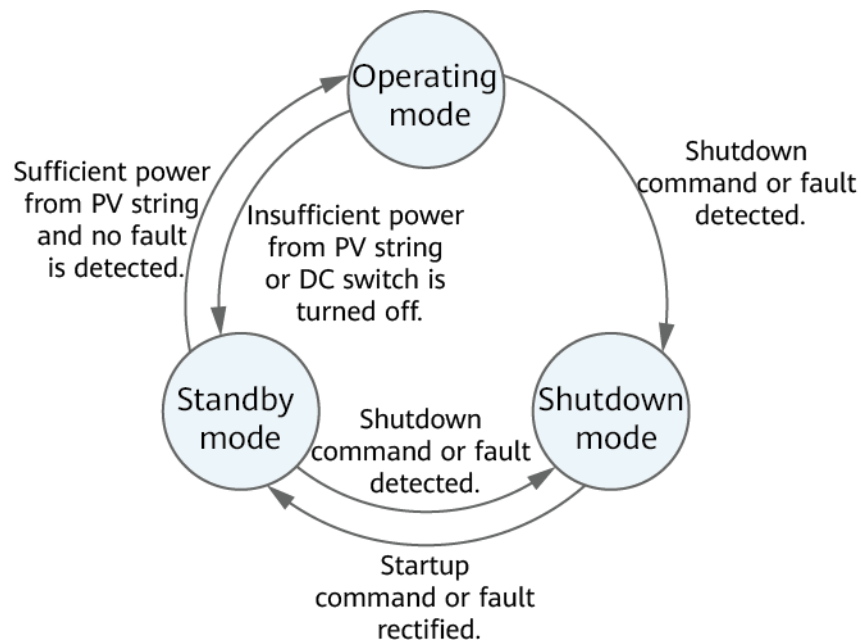 Operating
mode
Shutdown
command or fault
detected.
Sufficient power
from PV string
and no fault
is detected.
Insufficient power
from PV string
or DC switch is
turned off.
Standby
mode
Shutdown
command or fault
detected.
Shutdown
mode
Startup
command or fault
rectified.